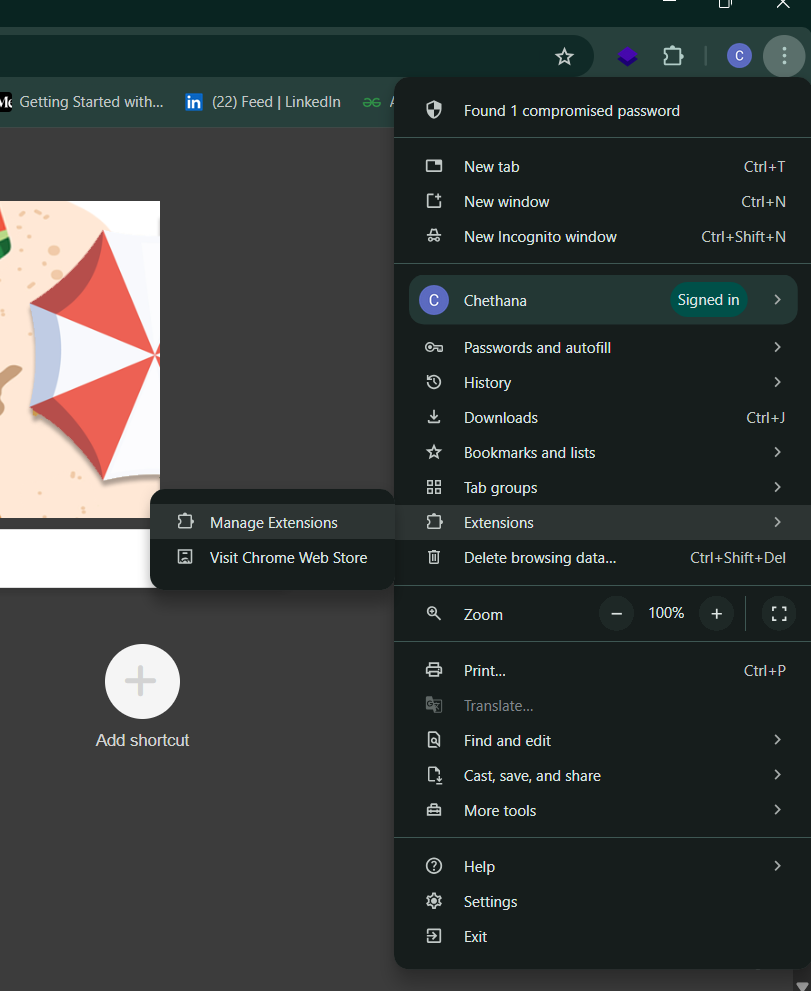 Getting Started with...
in (22) Feed | LinkedIn
C
Found 1 compromised password
New tab Ctrl+T
New window Ctrl+N
New Incognito window Ctrl+Shift+N
C Chethana Signed in
Passwords and autofill
History
Downloads Ctrl+J
Bookmarks and lists
Tab groups
Manage Extensions
Extensions
Visit Chrome Web Store
Delete browsing data... Ctrl+Shift+Del
Zoom − 100% +
Print... Ctrl+P
Translate...
Add shortcut
Find and edit
Cast, save, and share
More tools
Help
Settings
Exit